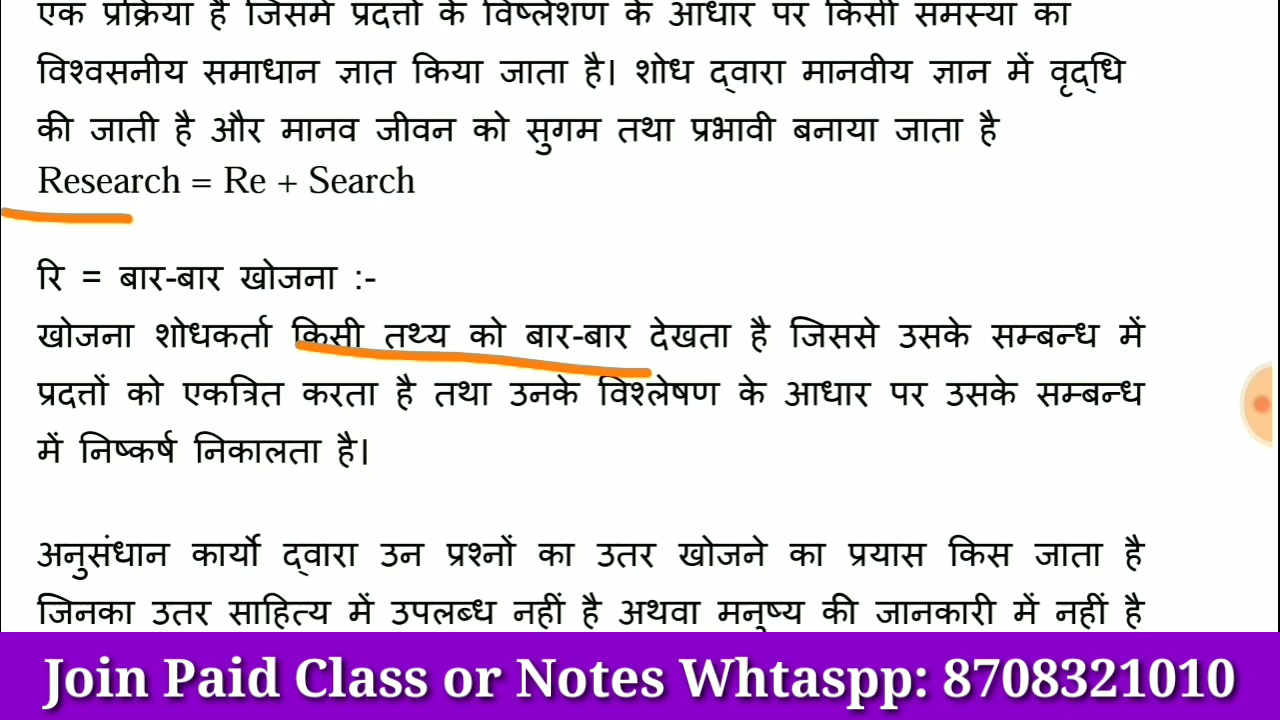 एक प्रक्रिया है जिसमें प्रदत्तों के विष्लेशण के आधार पर किसी समस्या का
विश्वसनीय समाधान ज्ञात किया जाता है। शोध द्वारा मानवीय ज्ञान में वृद्धि
की जाती है और मानव जीवन को सुगम तथा प्रभावी बनाया जाता है
Research = Re + Search
रि = बार-बार खोजना :-
खोजना शोधकर्ता किसी तथ्य को बार-बार देखता है जिससे उसके सम्बन्ध में
प्रदत्तों को एकत्रित करता है तथा उनके विश्लेषण के आधार पर उसके सम्बन्ध
में निष्कर्ष निकालता है।
अनुसंधान कार्यो द्वारा उन प्रश्नों का उतर खोजने का प्रयास किस जाता है
जिनका उतर साहित्य में उपलब्ध नहीं है अथवा मनुष्य की जानकारी में नहीं है
Join Paid Class or Notes Whtaspp: 8708321010